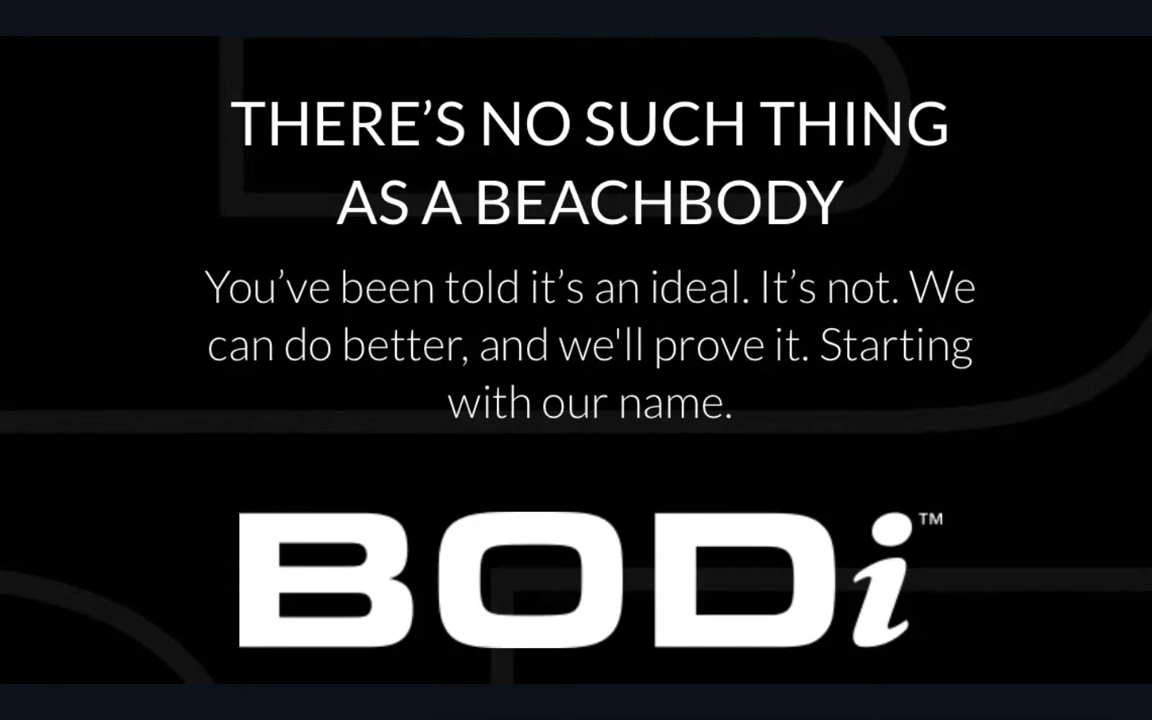 THERE’S NO SUCH THING
AS A BEACHBODY
You’ve been told it’s an ideal. It’s not. We
can do better, and we'll prove it. Starting
with our name.
BODi™